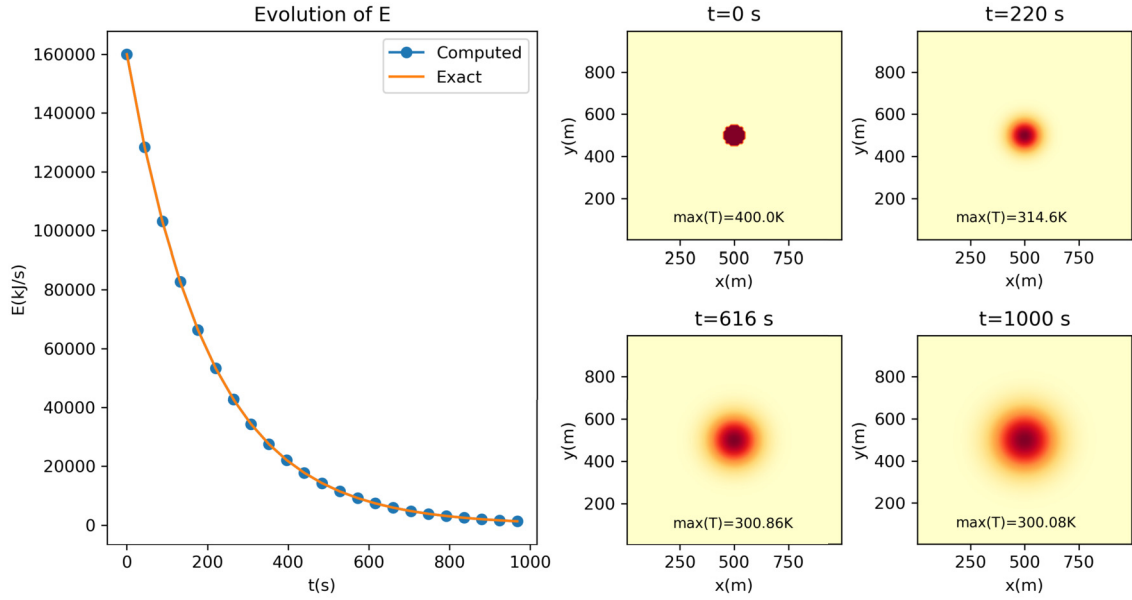 Evolution of E
160000
140000
120000
100000
80000
60000
40000
20000
0
E(kJ/s)
0
200
400
600
800
1000
t(s)
Computed
Exact
t=0 s
800
600
400
200
y(m)
max(T)=400.0K
250
500
750
x(m)
t=220 s
800
600
400
200
y(m)
max(T)=314.6K
250
500
750
x(m)
t=616 s
800
600
400
200
y(m)
max(T)=300.86K
250
500
750
x(m)
t=1000 s
800
600
400
200
y(m)
max(T)=300.08K
250
500
750
x(m)